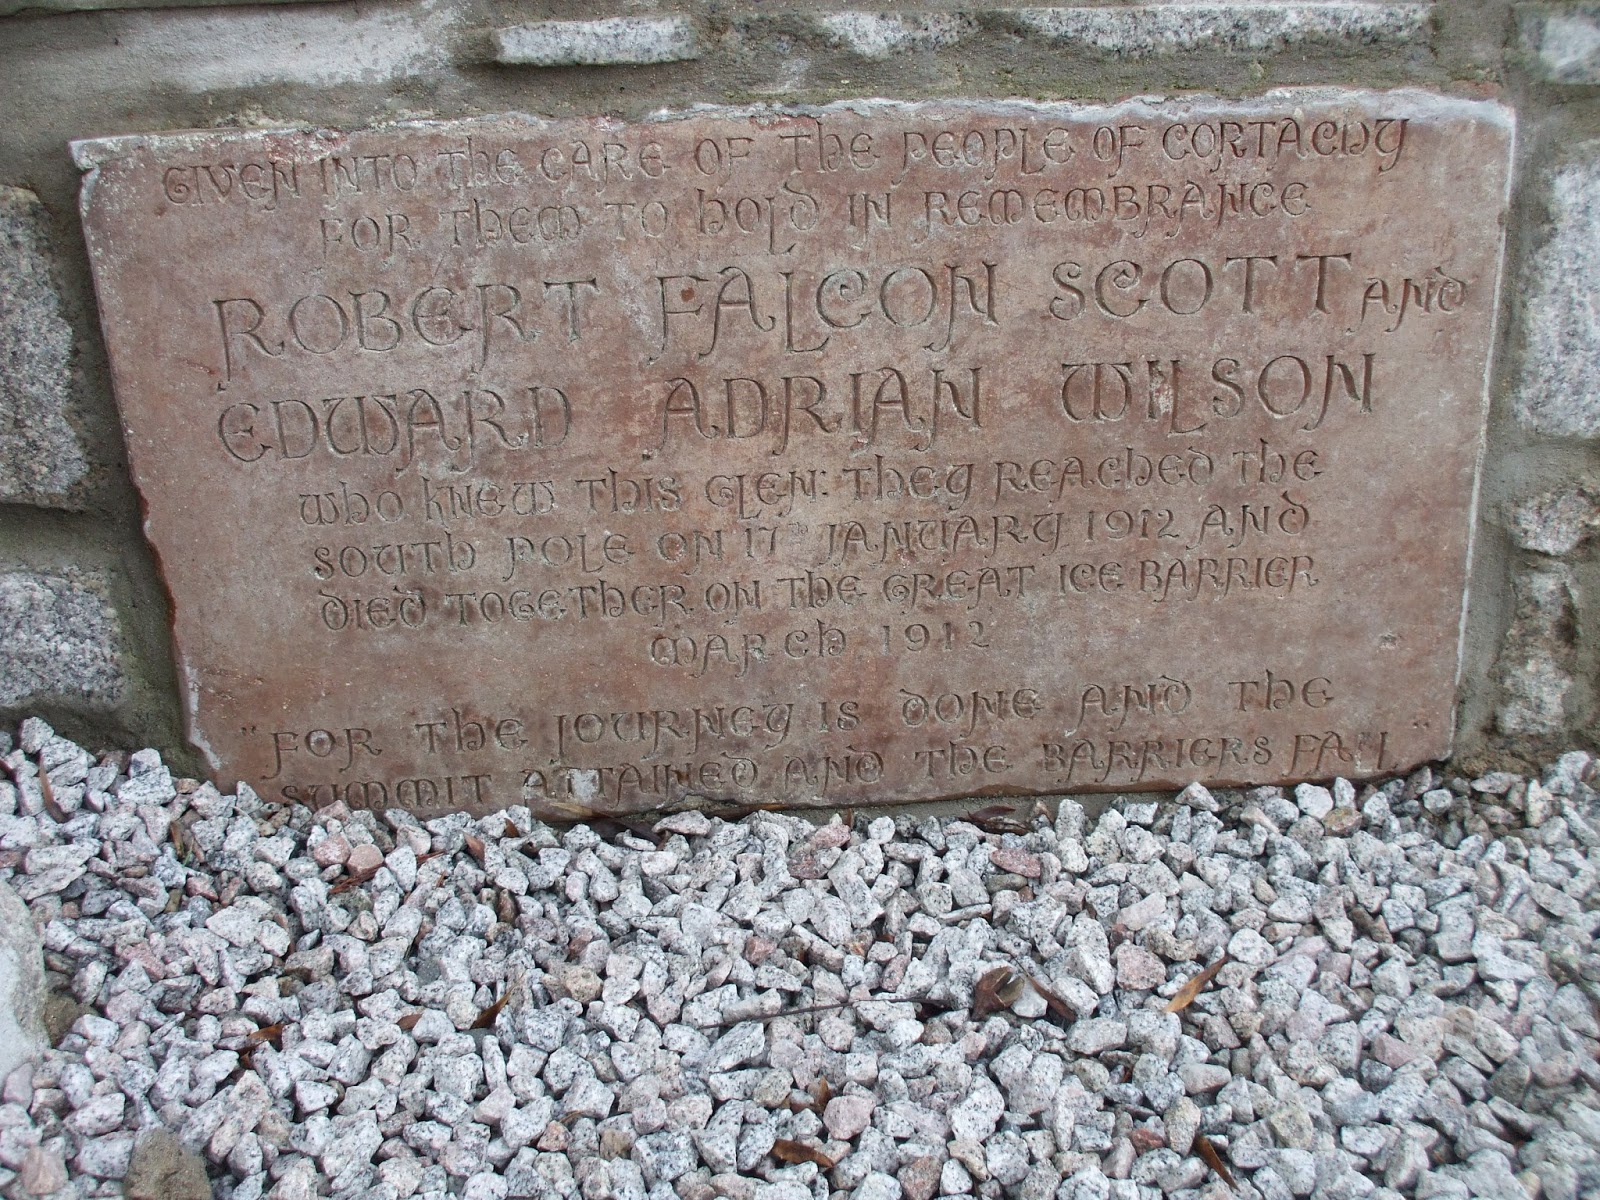 GIVEN INTO THE CARE OF THE PEOPLE OF CORTACHY
FOR THEM TO HOLD IN REMEMBRANCE
ROBERT FALCON SCOTT AND
EDWARD ADRIAN WILSON
WHO KNEW THIS GLEN: THEY REACHED THE
SOUTH POLE ON 17TH JANUARY 1912 AND
DIED TOGETHER ON THE GREAT ICE BARRIER
MARCH 1912
"FOR THE JOURNEY IS DONE AND THE
SUMMIT ATTAINED AND THE BARRIERS FALL"